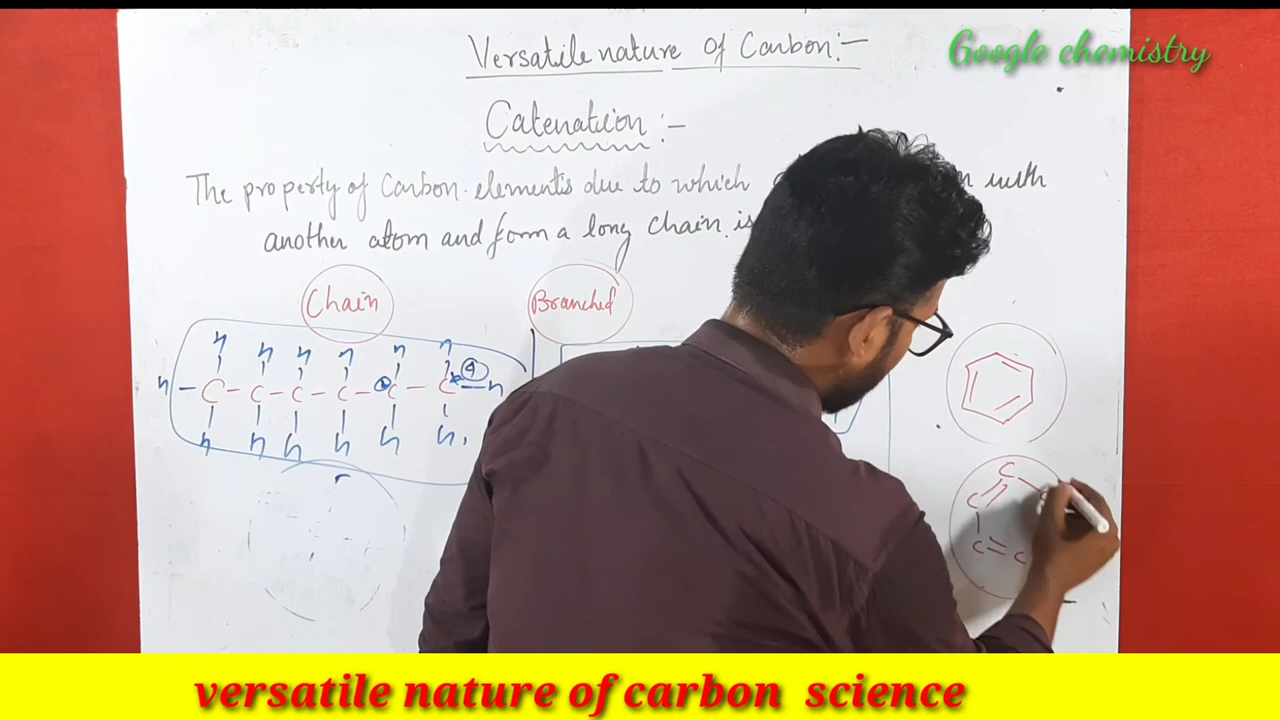 Versatile nature of Carbon:-
Google chemistry
Catenation :-
The property of Carbon elements due to which with
another atom and form a long chain is
Chain
Branched
H H H H H H
H - C - C - C - C - C - C - H
4
H H H H H
C
C
C = C
versatile nature of carbon science